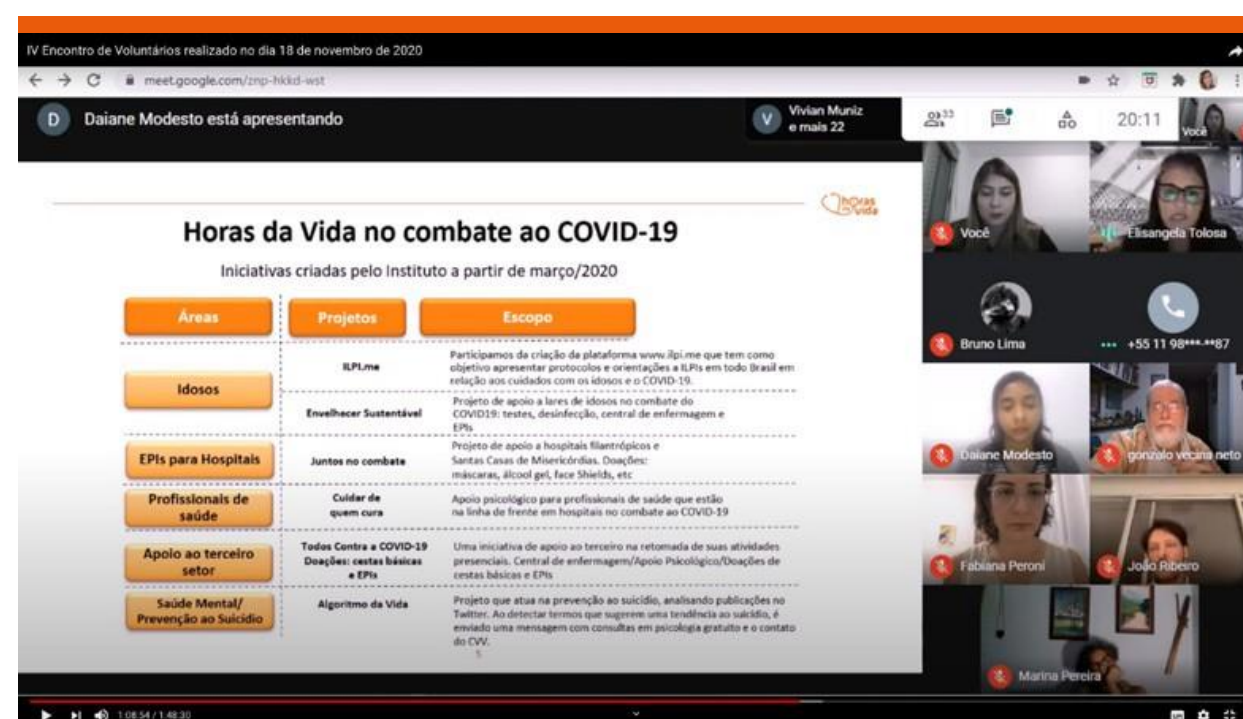 IV Encontro de Voluntários realizado no dia 18 de novembro de 2020
meet.google.com/znp-hkkd-wst
D
Daiane Modesto está apresentando
V
Vivian Muniz
e mais 22
33
20:11
Você
horas
da vida
Horas da Vida no combate ao COVID-19
Iniciativas criadas pelo Instituto a partir de março/2020
Áreas
Projetos
Escopo
Idosos
ILPI.me
Participamos da criação da plataforma www.ilpi.me que tem como
objetivo apresentar protocolos e orientações a ILPIs em todo Brasil em
relação aos cuidados com os idosos e o COVID-19.
Envelhecer Sustentável
Projeto de apoio a lares de idosos no combate do
COVID19: testes, desinfecção, central de enfermagem e
EPIs
EPIs para Hospitais
Juntos no combate
Projeto de apoio a hospitais filantrópicos e
Santas Casas de Misericórdias. Doações:
máscaras, álcool gel, face Shields, etc
Profissionais de
saúde
Cuidar de
quem cura
Apoio psicológico para profissionais de saúde que estão
na linha de frente em hospitais no combate ao COVID-19
Apoio ao terceiro
setor
Todos Contra a COVID-19
Doações: cestas básicas
e EPIs
Uma iniciativa de apoio ao terceiro na retomada de suas atividades
presenciais. Central de enfermagem/Apoio Psicológico/Doações de
cestas básicas e EPIs
Saúde Mental/
Prevenção ao Suicídio
Algoritmo da Vida
Projeto que atua na prevenção ao suicídio, analisando publicações no
Twitter. Ao detectar termos que sugerem uma tendência ao suicídio, é
enviado uma mensagem com consultas em psicologia gratuito e o contato
do CVV.
5
Você
Elisangela Tolosa
Bruno Lima
+55 11 98***-**87
Daiane Modesto
gonzalo vecina neto
Fabiana Peroni
João Ribeiro
Marina Pereira
1:08:54 / 1:48:30